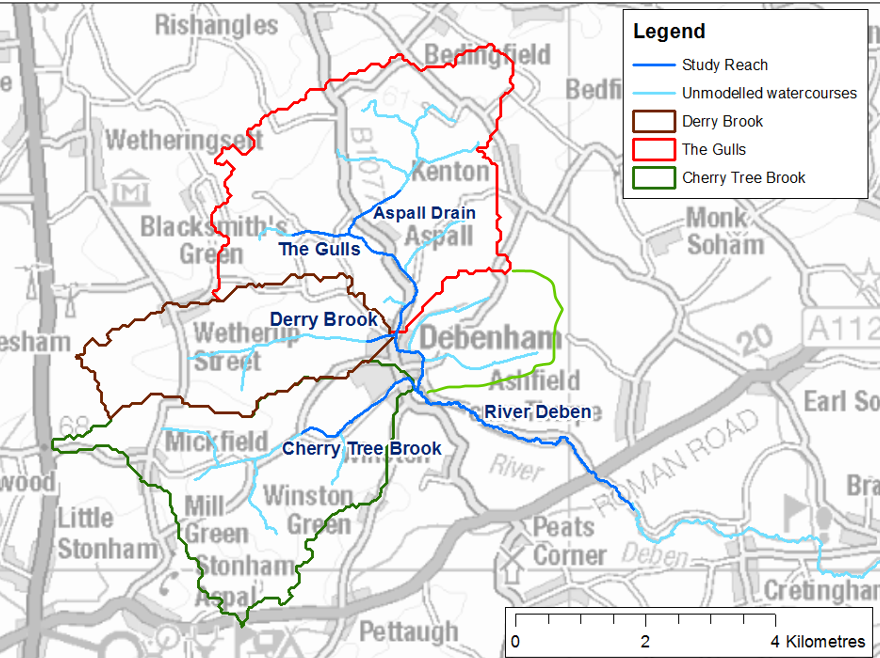 Rishangles
Bedingfield
Legend
Study Reach
Unmodelled watercourses
Derry Brook
The Gulls
Cherry Tree Brook
Bedfi
61
B107
Wetheringsett
Kenton
Blacksmith's
Green
Aspall Drain
Aspall
The Gulls
Monk
Soham
Derry Brook
Debenham
A112
20
esham
Wetherup
Street
Ashfield
River Deben
Earl So
68
Mickfield
Cherry Tree Brook
Winston
River
ROMAN ROAD
wood
Bra
Mill
Green
Winston
Green
Little
Stonham
Peats
Corner
Deben
Stonham
Aspal
Cretingham
Pettaugh
0 2 4 Kilometres